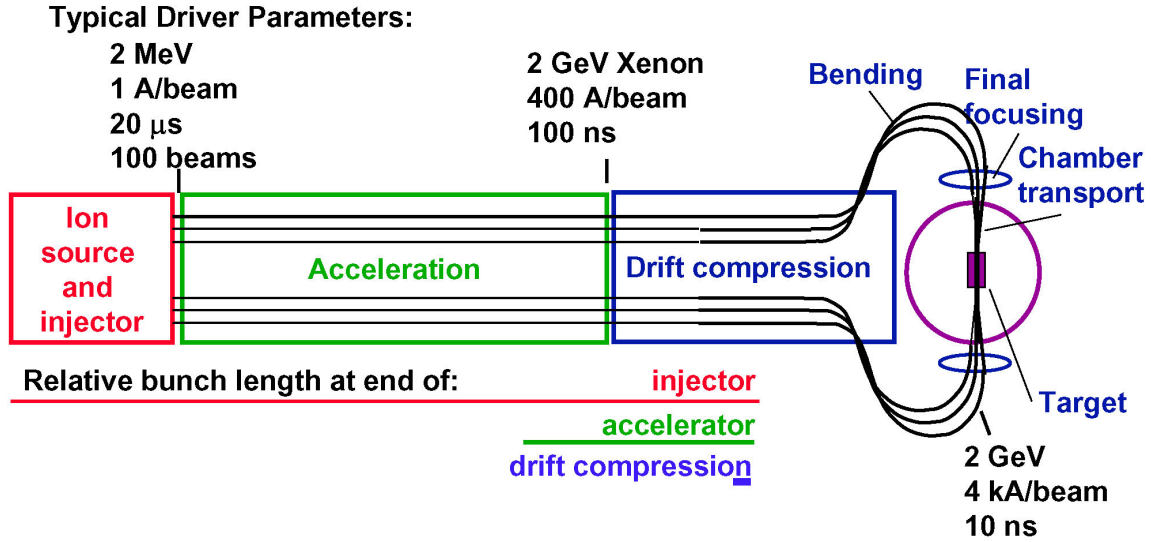 Typical Driver Parameters:
2 MeV
1 A/beam
20 μs
100 beams
2 GeV Xenon
400 A/beam
100 ns
Bending
Final
focusing
Chamber
transport
Ion
source
and
injector
Acceleration
Drift compression
Target
Relative bunch length at end of:
injector
accelerator
drift compression
2 GeV
4 kA/beam
10 ns